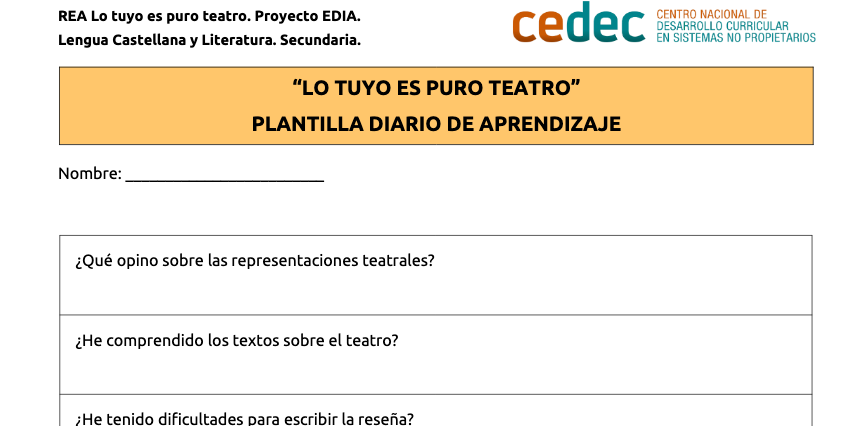 REA Lo tuyo es puro teatro. Proyecto EDIA.
Lengua Castellana y Literatura. Secundaria.
cedec
CENTRO NACIONAL DE
DESARROLLO CURRICULAR
EN SISTEMAS NO PROPIETARIOS
“LO TUYO ES PURO TEATRO”
PLANTILLA DIARIO DE APRENDIZAJE
Nombre: ______________________
¿Qué opino sobre las representaciones teatrales?
¿He comprendido los textos sobre el teatro?
¿He tenido dificultades para escribir la reseña?